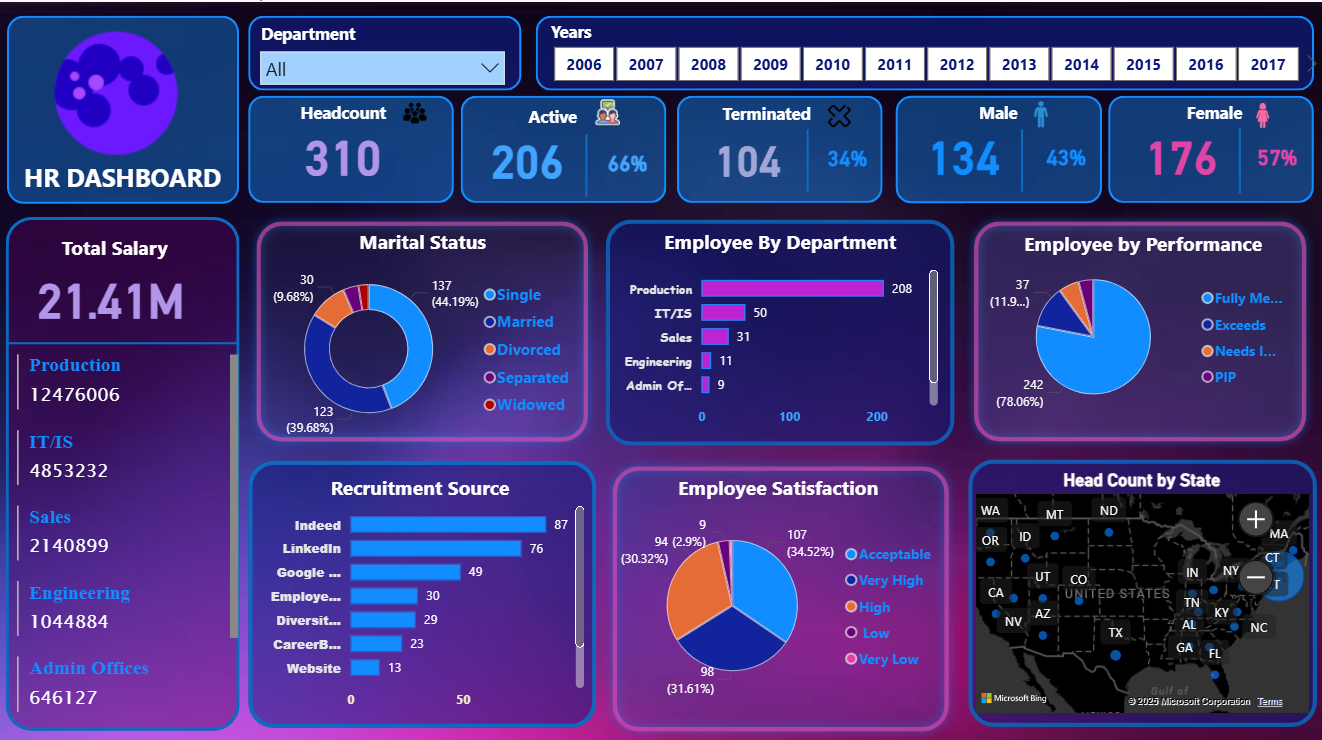 HR DASHBOARD
Department
All
Years
2006 2007 2008 2009 2010 2011 2012 2013 2014 2015 2016 2017
Headcount
310
Active
206 66%
Terminated
104 34%
Male
134 43%
Female
176 57%
Total Salary
21.41M
Production
12476006
IT/IS
4853232
Sales
2140899
Engineering
1044884
Admin Offices
646127
Marital Status
30
(9.68%)
137
(44.19%)
123
(39.68%)
Single
Married
Divorced
Separated
Widowed
Employee By Department
Production 208
IT/IS 50
Sales 31
Engineering 11
Admin Of... 9
0 100 200
Employee by Performance
37
(11.9...)
242
(78.06%)
Fully Me...
Exceeds
Needs I...
PIP
Recruitment Source
Indeed 87
LinkedIn 76
Google ... 49
Employe... 30
Diversit... 29
CareerB... 23
Website 13
0 50
Employee Satisfaction
9
(2.9%)
94
(30.32%)
107
(34.52%)
98
(31.61%)
Acceptable
Very High
High
Low
Very Low
Head Count by State
WA MT ND
OR ID MA
CT
UT CO IN NY
T
CA UNITED STATES
NV AZ TN KY
TX AL NC
GA FL
Gulf of
Microsoft Bing
© 2025 Microsoft Corporation Terms